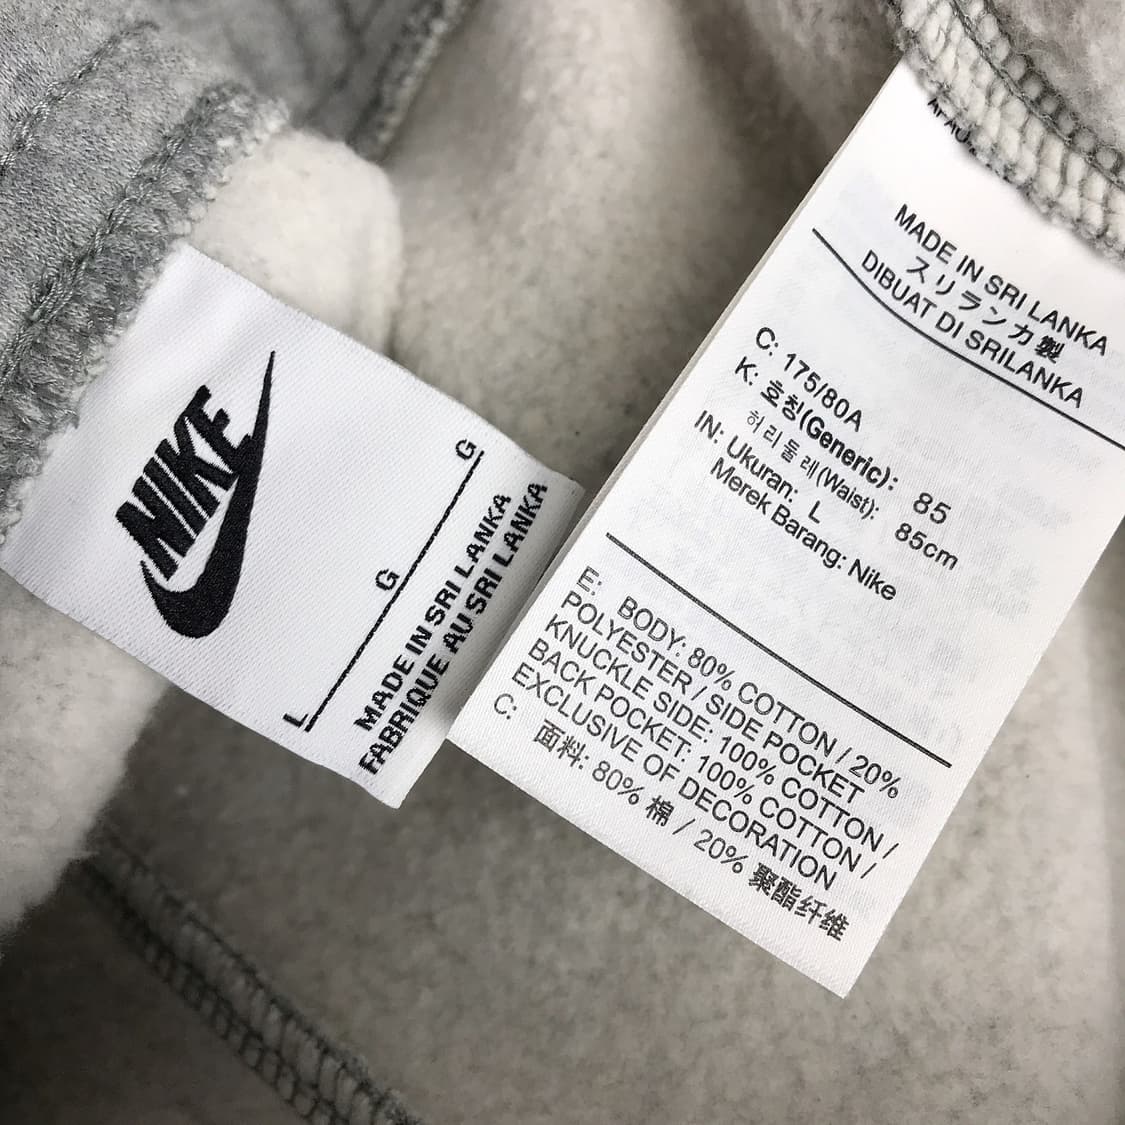 NIKE
L G G
MADE IN SRI LANKA
FABRIQUE AU SRI LANKA
MADE IN SRI LANKA
スリランカ製
DIBUAT DI SRILANKA
C: 175/80A
K: 호칭(Generic): 85
허리둘레(Waist): 85cm
IN: Ukuran: L
Merek Barang: Nike
E: BODY: 80% COTTON / 20%
POLYESTER / SIDE POCKET
KNUCKLE SIDE: 100% COTTON /
BACK POCKET: 100% COTTON /
EXCLUSIVE OF DECORATION
C: 面料: 80% 棉 / 20% 聚酯纤维